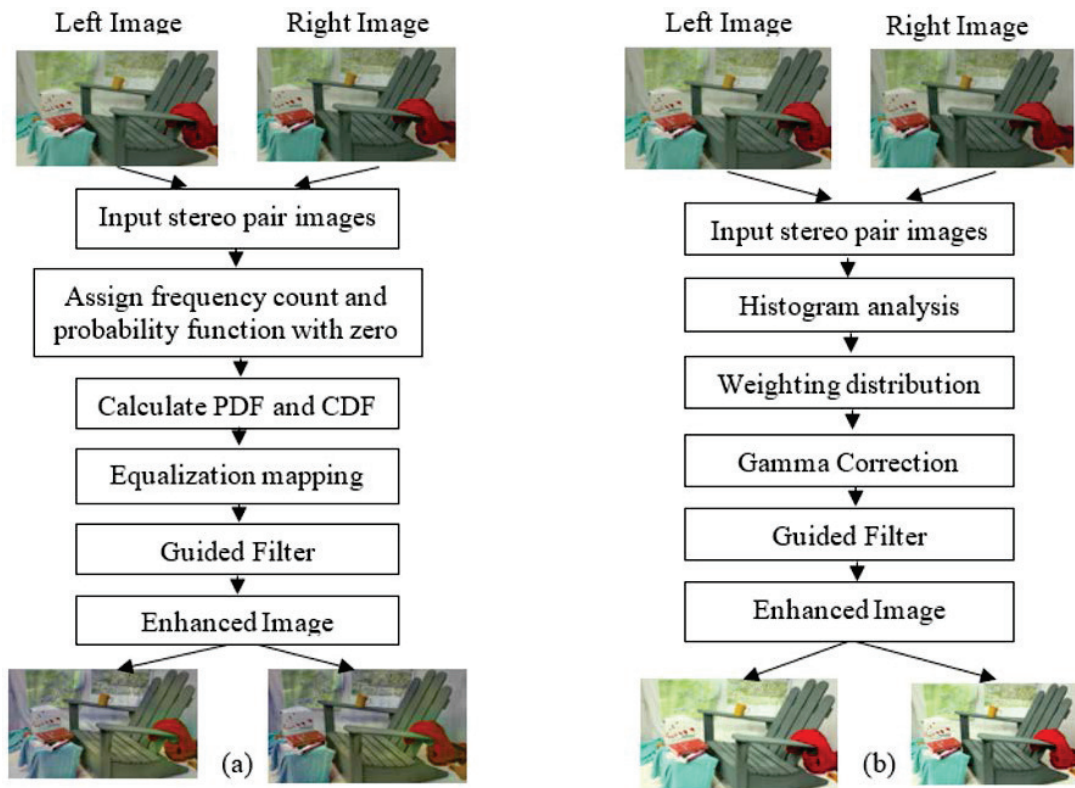 Left Image
Right Image
Input stereo pair images
Assign frequency count and
probability function with zero
Calculate PDF and CDF
Equalization mapping
Guided Filter
Enhanced Image
(a)
Left Image
Right Image
Input stereo pair images
Histogram analysis
Weighting distribution
Gamma Correction
Guided Filter
Enhanced Image
(b)